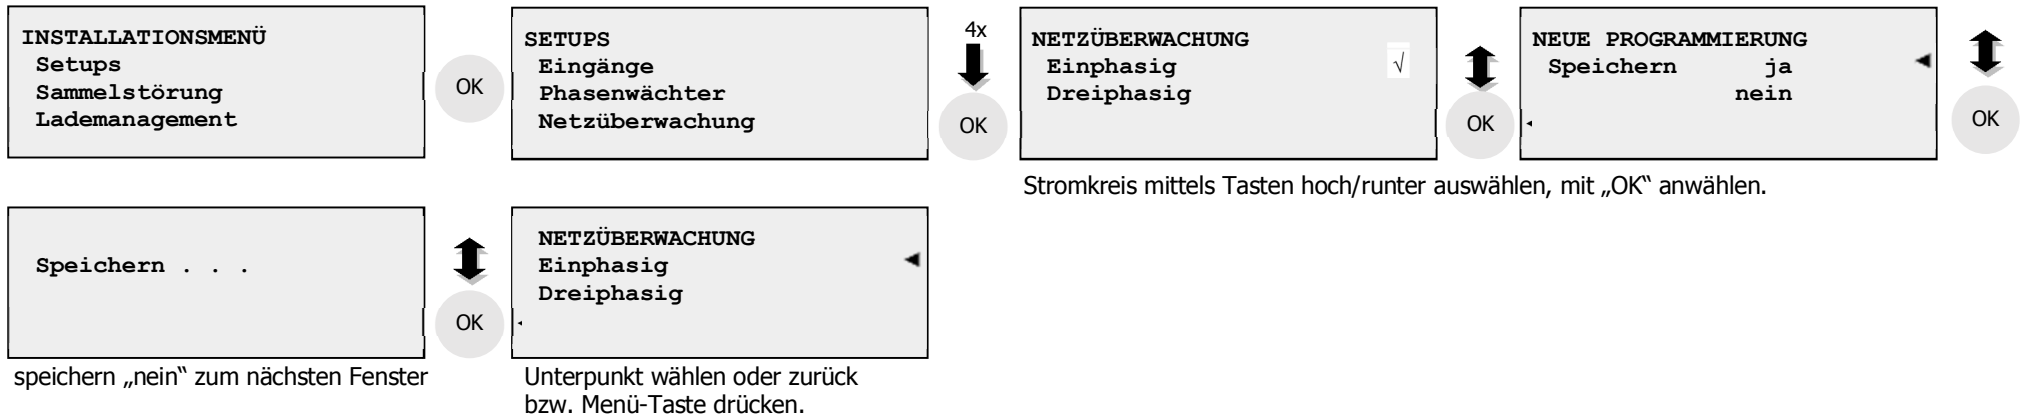 INSTALLATIONSMENÜ
Setups
Sammelstörung
Lademanagement
OK
SETUPS
Eingänge
Phasenwächter
Netzüberwachung
4x
OK
NETZÜBERWACHUNG
Einphasig √
Dreiphasig
OK
NEUE PROGRAMMIERUNG
Speichern ja
nein
OK
Stromkreis mittels Tasten hoch/runter auswählen, mit „OK“ anwählen.
Speichern . . .
OK
NETZÜBERWACHUNG
Einphasig
Dreiphasig
speichern „nein“ zum nächsten Fenster
Unterpunkt wählen oder zurück
bzw. Menü-Taste drücken.